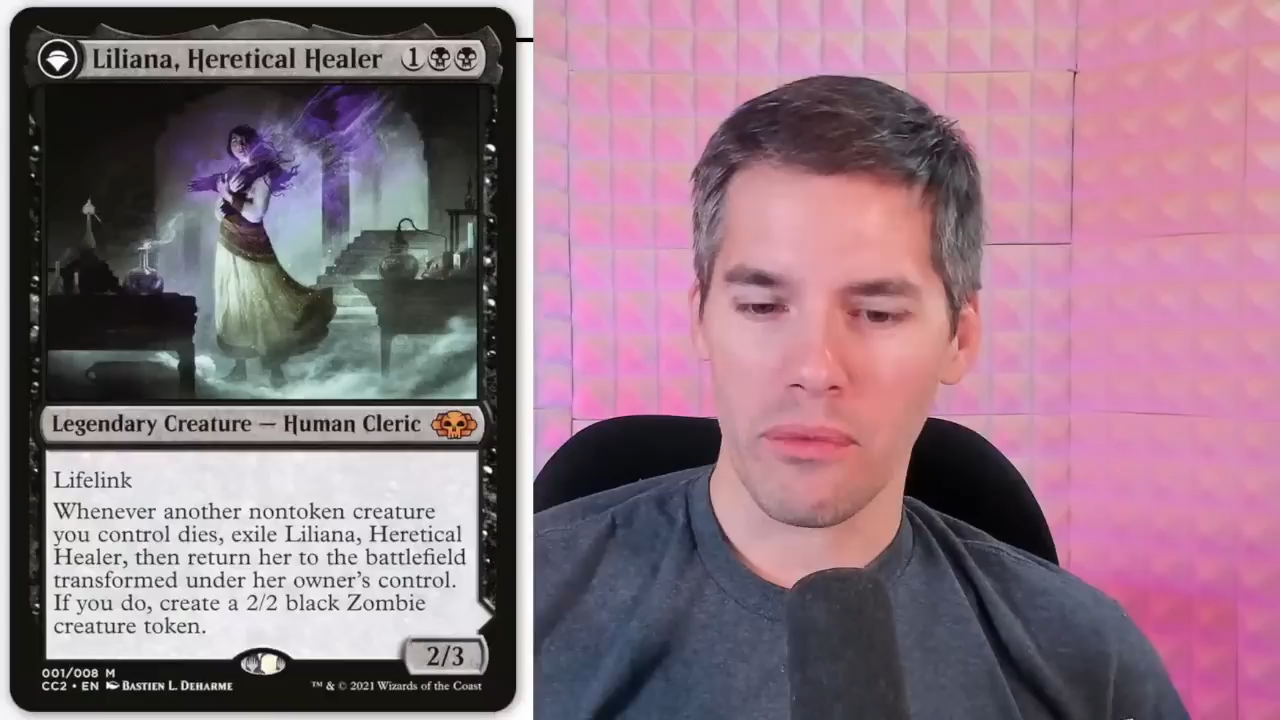 Liliana, Heretical Healer 1
Legendary Creature — Human Cleric
Lifelink
Whenever another nontoken creature
you control dies, exile Liliana, Heretical
Healer, then return her to the battlefield
transformed under her owner's control.
If you do, create a 2/2 black Zombie
creature token.
2/3
001/008 M
CC2 • EN Bastien L. Deharme
™ & © 2021 Wizards of the Coast